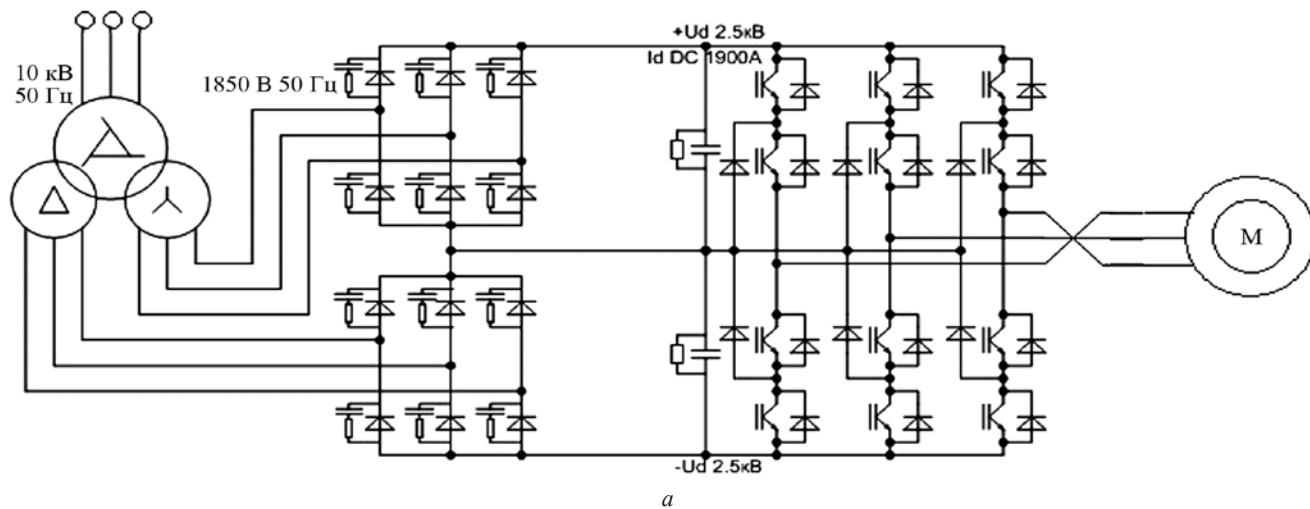 +Ud 2.5кВ
Id DC 1900A
10 кВ
50 Гц
1850 В 50 Гц
М
-Ud 2.5кВ
а